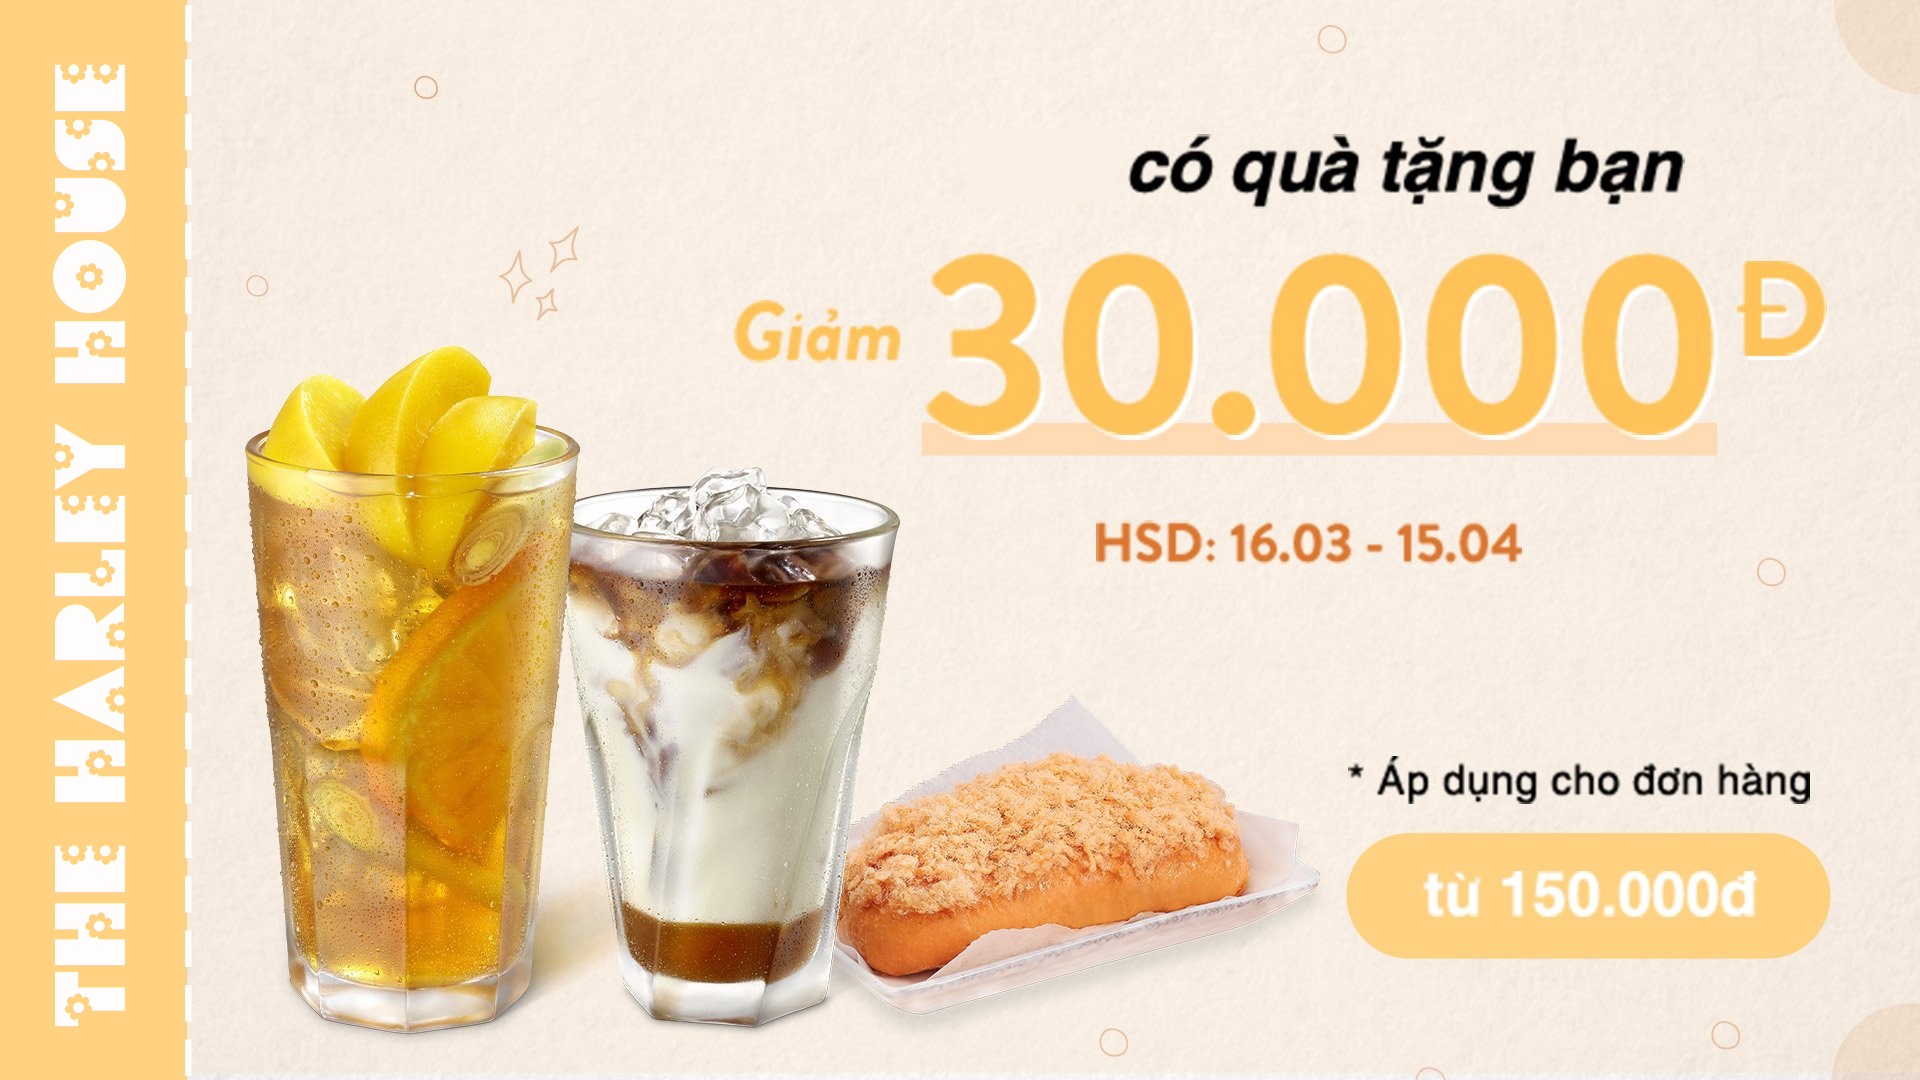 THE HARLEY HOUSE
có quà tặng bạn
Giảm 30.000Đ
HSD: 16.03 - 15.04
* Áp dụng cho đơn hàng
từ 150.000đ